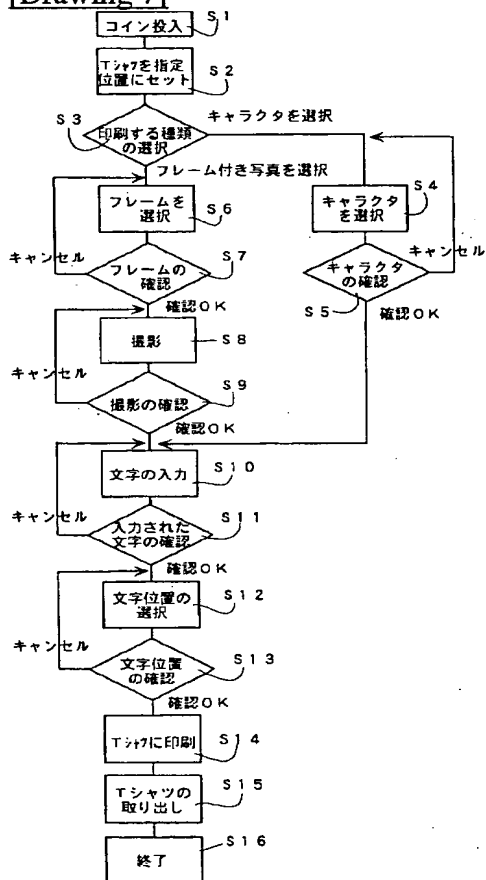 [Drawing 7]
コイン投入
S1
Tシャツを指定
位置にセット
S2
S3
印刷する種類
の選択
キャラクタを選択
フレーム付き写真を選択
フレームを
選択
S6
キャラクタ
を選択
S4
キャンセル
フレームの
確認
S7
キャンセル
キャラクタ
の確認
S5
確認OK
確認OK
撮影
S8
キャンセル
撮影の確認
S9
確認OK
文字の入力
S10
キャンセル
入力された
文字の確認
S11
確認OK
文字位置の
選択
S12
キャンセル
文字位置
の確認
S13
確認OK
Tシャツに印刷
S14
Tシャツの
取り出し
S15
終了
S16